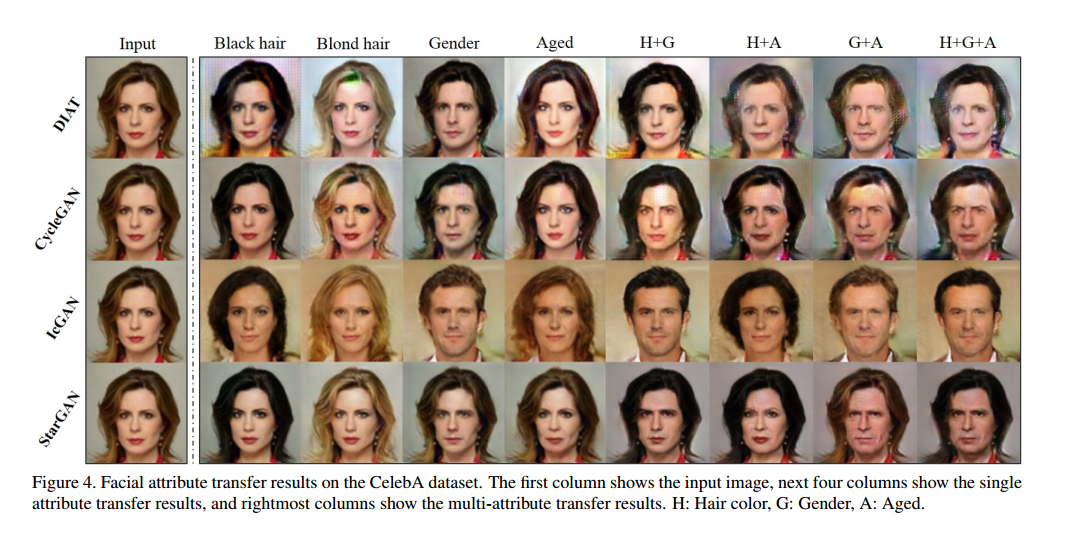 Input Black hair Blond hair Gender Aged H+G H+A G+A H+G+A
DIAT
CycleGAN
IcGAN
StarGAN
Figure 4. Facial attribute transfer results on the CelebA dataset. The first column shows the input image, next four columns show the single
attribute transfer results, and rightmost columns show the multi-attribute transfer results. H: Hair color, G: Gender, A: Aged.